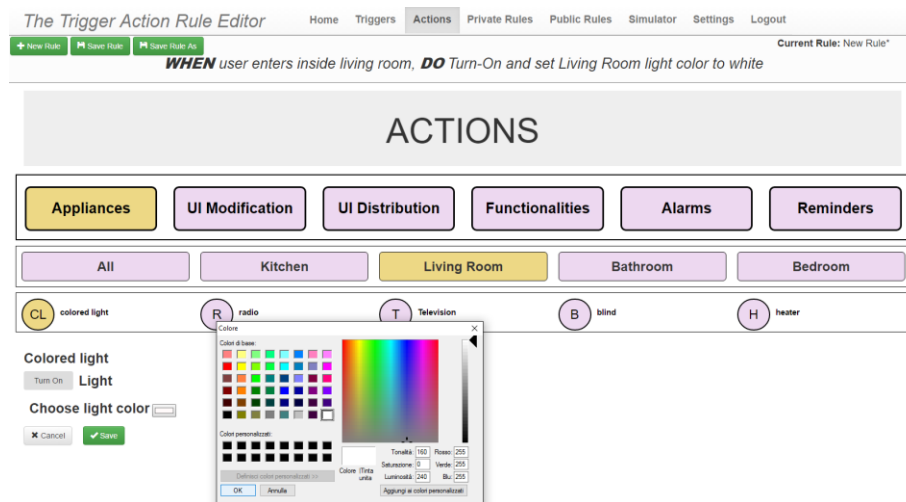 The Trigger Action Rule Editor Home Triggers Actions Private Rules Public Rules Simulator Settings Logout
New Rule Save Rule Save Rule As Current Rule: New Rule*
WHEN user enters inside living room, DO Turn-On and set Living Room light color to white
ACTIONS
Appliances UI Modification UI Distribution Functionalities Alarms Reminders
All Kitchen Living Room Bathroom Bedroom
CL colored light R radio T Television B blind H heater
Colore
Colori di base:
Colored light
Turn On Light
Choose light color
Cancel Save
Colori personalizzati:
Definisci colori personalizzati >>
OK Annulla
Colore |Tinta
unita
Tonalità: 160 Rosso: 255
Saturazione: 0 Verde: 255
Luminosità: 240 Blu: 255
Aggiungi ai colori personalizzati